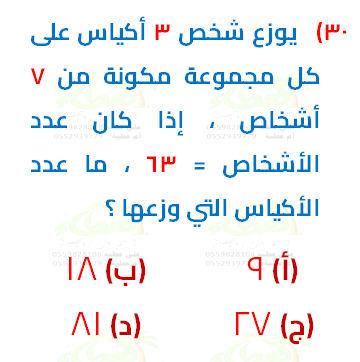 ٣٠) يوزع شخص ٣ أكياس على
كل مجموعة مكونة من ٧
أشخاص ، إذا كان عدد
الأشخاص = ٦٣ ، ما عدد
الأكياس التي وزعها ؟
(أ) ٩ (ب) ١٨
(ج) ٢٧ (د) ٨١